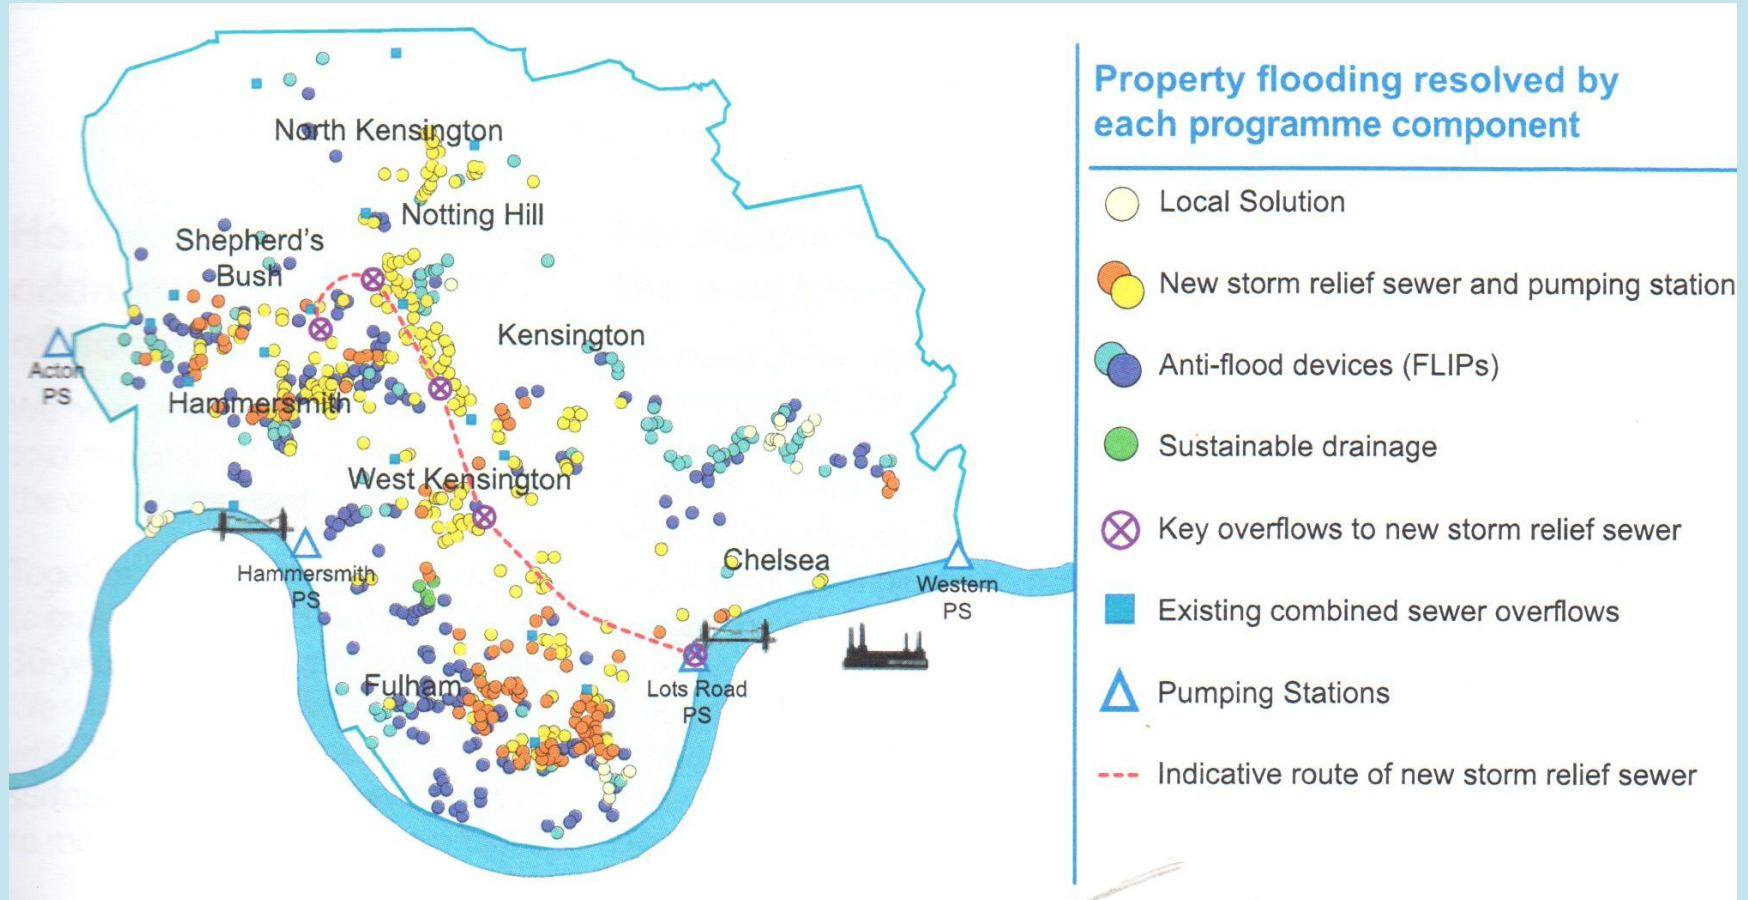 North Kensington
Notting Hill
Shepherd's
Bush
Kensington
Acton
PS
Hammersmith
West Kensington
Hammersmith
PS
Chelsea
Western
PS
Fulham
Lots Road
PS
Property flooding resolved by
each programme component
Local Solution
New storm relief sewer and pumping station
Anti-flood devices (FLIPs)
Sustainable drainage
Key overflows to new storm relief sewer
Existing combined sewer overflows
Pumping Stations
Indicative route of new storm relief sewer